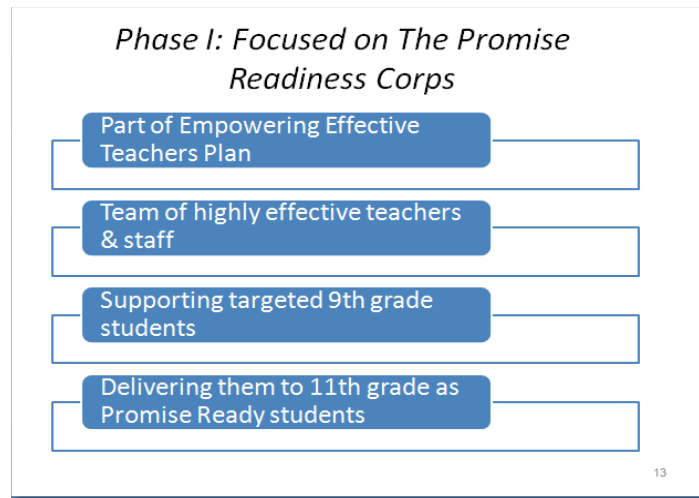 Phase I: Focused on The Promise
Readiness Corps
Part of Empowering Effective
Teachers Plan
Team of highly effective teachers
& staff
Supporting targeted 9th grade
students
Delivering them to 11th grade as
Promise Ready students
13